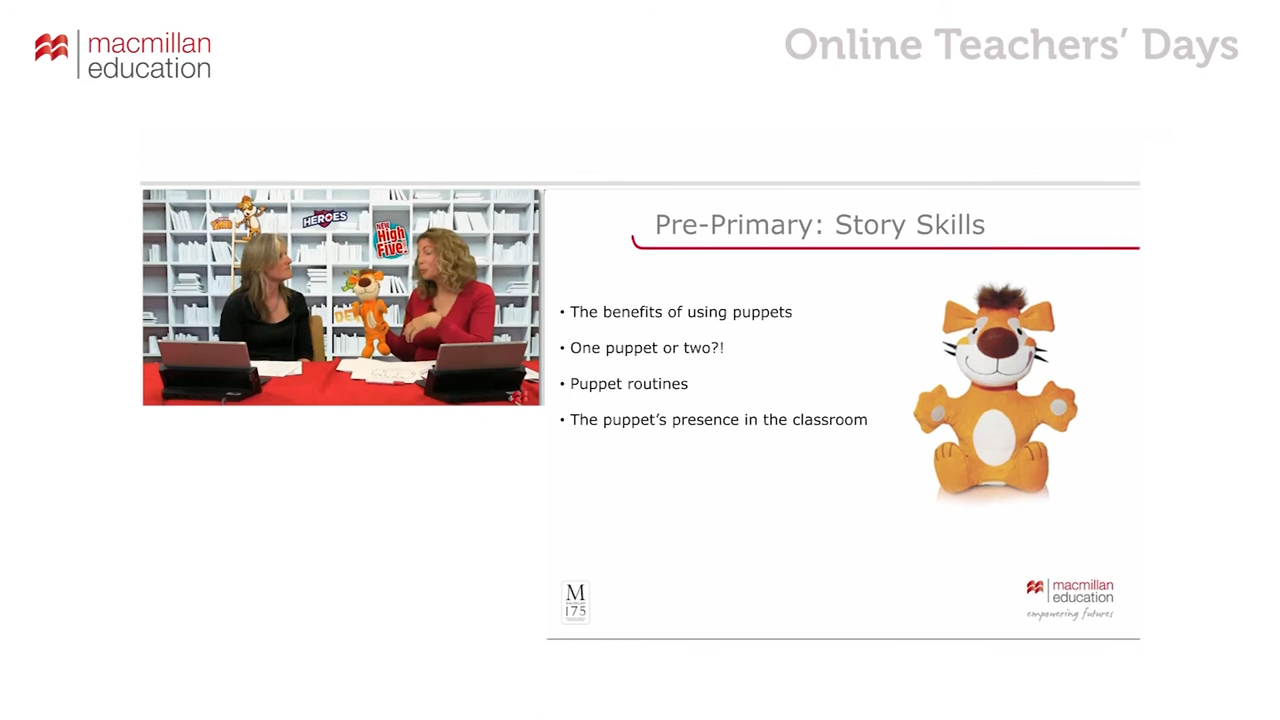 macmillan
education
Online Teachers' Days
HEROES
NEW
High
Five!
Pre-Primary: Story Skills
• The benefits of using puppets
• One puppet or two?!
• Puppet routines
• The puppet's presence in the classroom
M
175
macmillan
education
empowering futures